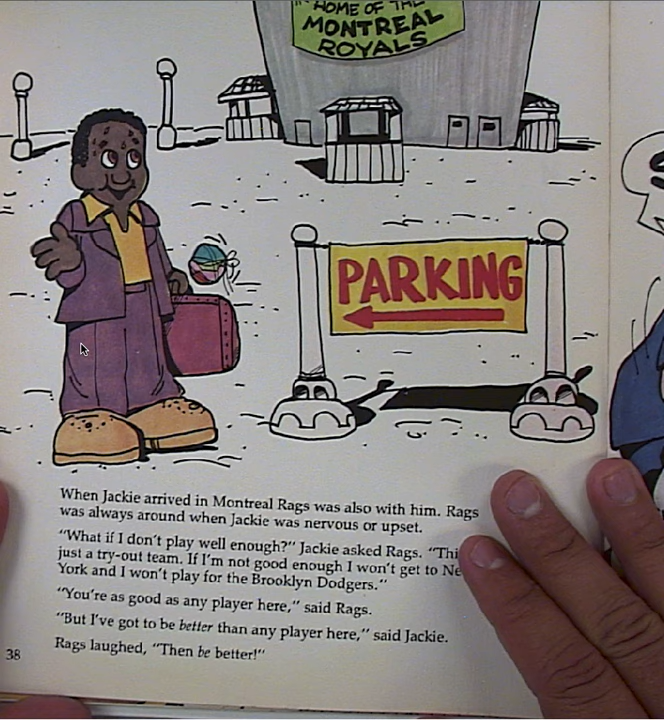 HOME OF THE
MONTREAL
ROYALS
PARKING
When Jackie arrived in Montreal Rags was also with him. Rags
was always around when Jackie was nervous or upset.
"What if I don't play well enough?" Jackie asked Rags. "Thi
just a try-out team. If I'm not good enough I won't get to Ne
York and I won't play for the Brooklyn Dodgers."
"You're as good as any player here," said Rags.
"But I've got to be better than any player here," said Jackie.
Rags laughed, "Then be better!"
38